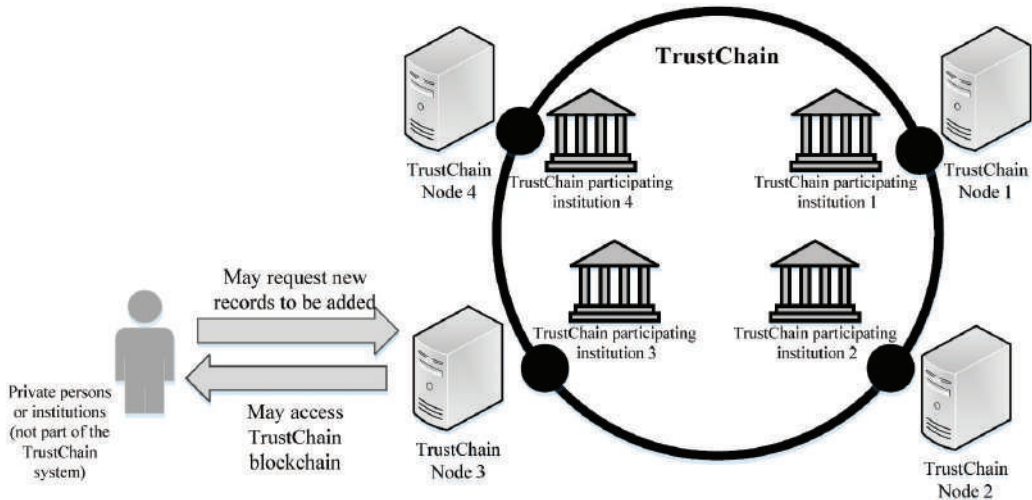 TrustChain
TrustChain
Node 4
TrustChain participating
institution 4
TrustChain participating
institution 1
TrustChain
Node 1
May request new
records to be added
TrustChain participating
institution 3
TrustChain participating
institution 2
Private persons
or institutions
(not part of the
TrustChain
system)
May access
TrustChain
blockchain
TrustChain
Node 3
TrustChain
Node 2